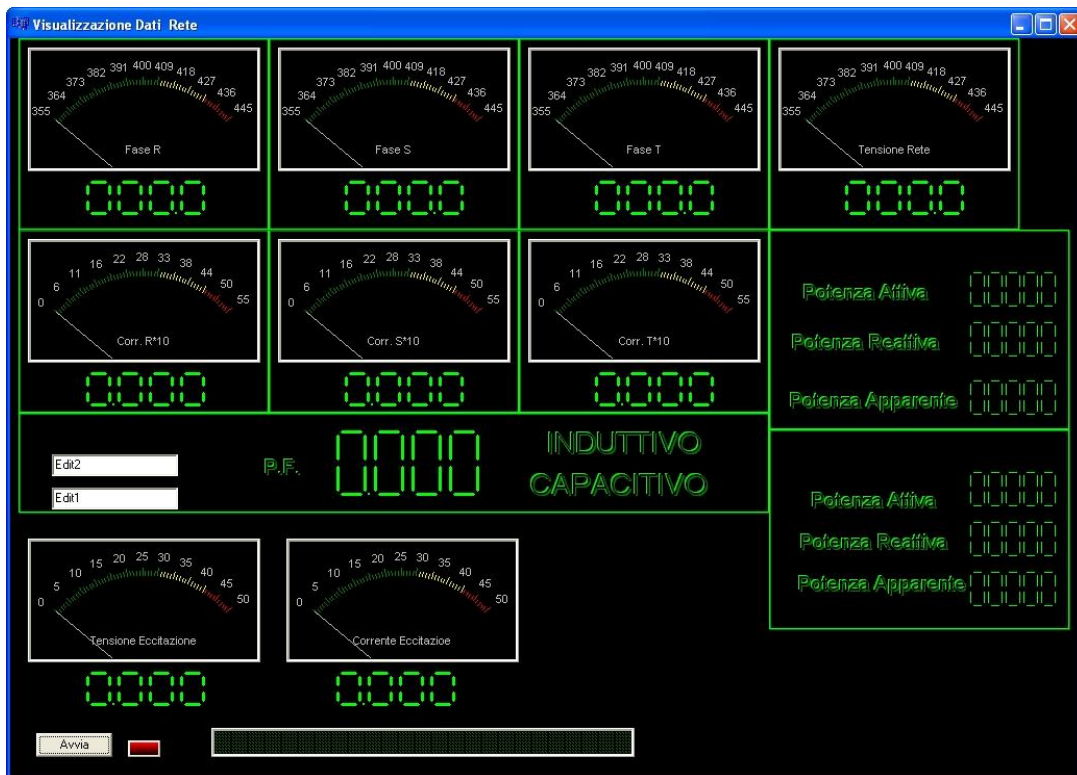 Visualizzazione Dati Rete
355 364 373 382 391 400 409 418 427 436 445
Fase R
000.0
355 364 373 382 391 400 409 418 427 436 445
Fase S
000.0
355 364 373 382 391 400 409 418 427 436 445
Fase T
000.0
355 364 373 382 391 400 409 418 427 436 445
Tensione Rete
000.0
0 6 11 16 22 28 33 38 44 50 55
Corr. R*10
0.000
0 6 11 16 22 28 33 38 44 50 55
Corr. S*10
0.000
0 6 11 16 22 28 33 38 44 50 55
Corr. T*10
0.000
Potenza Attiva 00000
Potenza Reattiva 00000
Potenza Apparente 00000
Edit2
Edit1
P.F. 0.000
INDUTTIVO
CAPACITIVO
Potenza Attiva 00000
Potenza Reattiva 00000
Potenza Apparente 00000
0 5 10 15 20 25 30 35 40 45 50
Tensione Eccitazione
0.000
0 5 10 15 20 25 30 35 40 45 50
Corrente Eccitazioe
0.000
Avvia